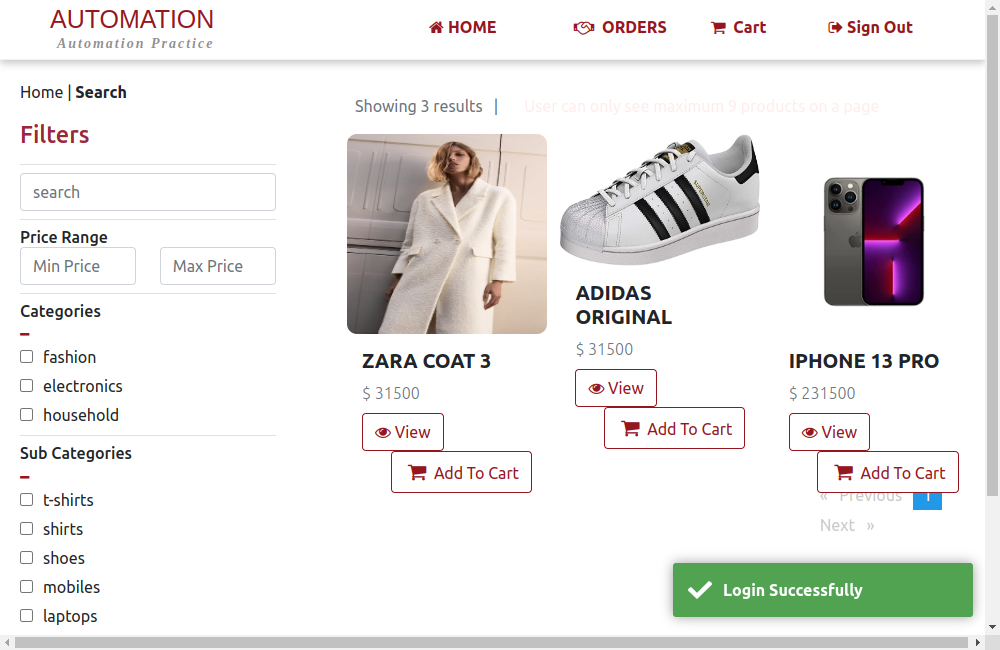 AUTOMATION
Automation Practice
HOME
ORDERS
Cart
Sign Out
Home | Search
Showing 3 results |
User can only see maximum 9 products on a page
Filters
search
Price Range
Min Price
Max Price
Categories
fashion
electronics
household
Sub Categories
t-shirts
shirts
shoes
mobiles
laptops
ZARA COAT 3
$ 31500
View
Add To Cart
ADIDAS
ORIGINAL
$ 31500
View
Add To Cart
IPHONE 13 PRO
$ 231500
View
Add To Cart
« Previous 1
Next »
Login Successfully